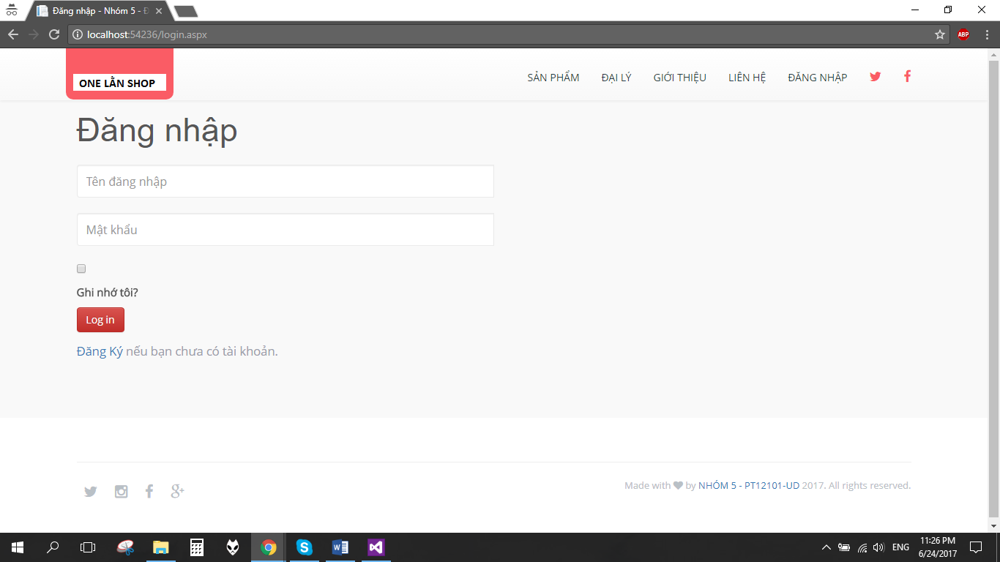 Đăng nhập - Nhóm 5 - Đ
localhost:54236/login.aspx
ABP
ONE LẰN SHOP
SẢN PHẨM
ĐẠI LÝ
GIỚI THIỆU
LIÊN HỆ
ĐĂNG NHẬP
Đăng nhập
Tên đăng nhập
Mật khẩu
Ghi nhớ tôi?
Log in
Đăng Ký nếu bạn chưa có tài khoản.
Made with by NHÓM 5 - PT12101-UD 2017. All rights reserved.
ENG
11:26 PM
6/24/2017